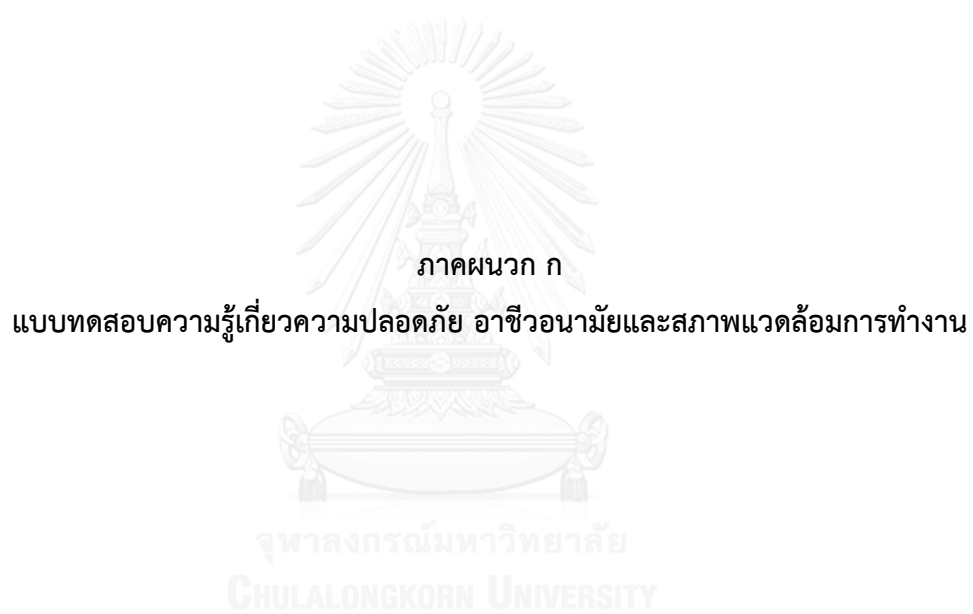 ภาคผนวก ก
แบบทดสอบความรู้เกี่ยวความปลอดภัย อาชีวอนามัยและสภาพแวดล้อมการทำงาน
จุฬาลงกรณ์มหาวิทยาลัย
CHULALONGKORN UNIVERSITY